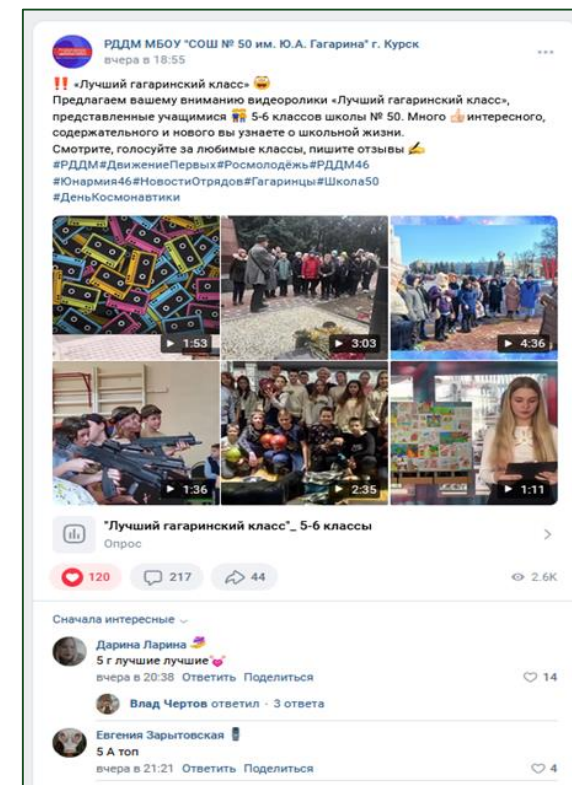 РДДМ МБОУ "СОШ № 50 им. Ю.А. Гагарина" г. Курск
вчера в 18:55
‼ «Лучший гагаринский класс» 😄
Предлагаем вашему вниманию видеоролики «Лучший гагаринский класс»,
представленные учащимися 👫 5-6 классов школы № 50. Много 👍 интересного,
содержательного и нового вы узнаете о школьной жизни.
Смотрите, голосуйте за любимые классы, пишите отзывы ✍
#РДДМ#ДвижениеПервых#Росмолодёжь#РДДМ46
#Юнармия46#НовостиОтрядов#Гагаринцы#Школа50
#ДеньКосмонавтики
1:53
3:03
4:36
1:36
2:35
1:11
"Лучший гагаринский класс"_ 5-6 классы
Опрос
120 217 44 2.6K
Сначала интересные
Дарина Ларина
5 г лучшие лучшие💘
вчера в 20:38 Ответить Поделиться 14
Влад Чертов ответил · 3 ответа
Евгения Зарытовская
5 А топ
вчера в 21:21 Ответить Поделиться 4